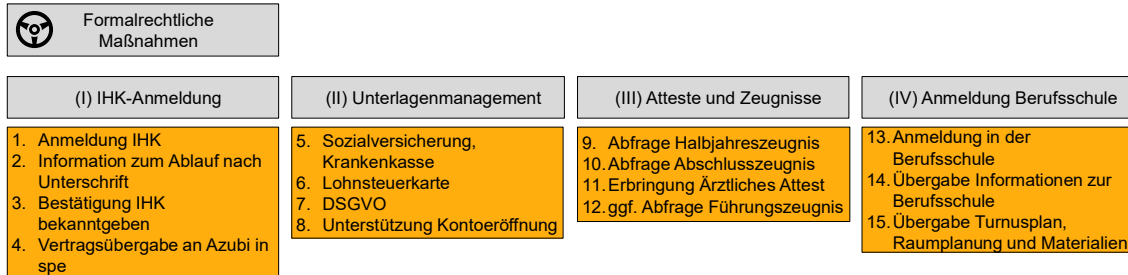 Formalrechtliche
Maßnahmen
(I) IHK-Anmeldung
1. Anmeldung IHK
2. Information zum Ablauf nach
Unterschrift
3. Bestätigung IHK
bekanntgeben
4. Vertragsübergabe an Azubi in
spe
(II) Unterlagenmanagement
5. Sozialversicherung,
Krankenkasse
6. Lohnsteuerkarte
7. DSGVO
8. Unterstützung Kontoeröffnung
(III) Atteste und Zeugnisse
9. Abfrage Halbjahreszeugnis
10. Abfrage Abschlusszeugnis
11. Erbringung Ärztliches Attest
12. ggf. Abfrage Führungszeugnis
(IV) Anmeldung Berufsschule
13. Anmeldung in der
Berufsschule
14. Übergabe Informationen zur
Berufsschule
15. Übergabe Turnusplan,
Raumplanung und Materialien